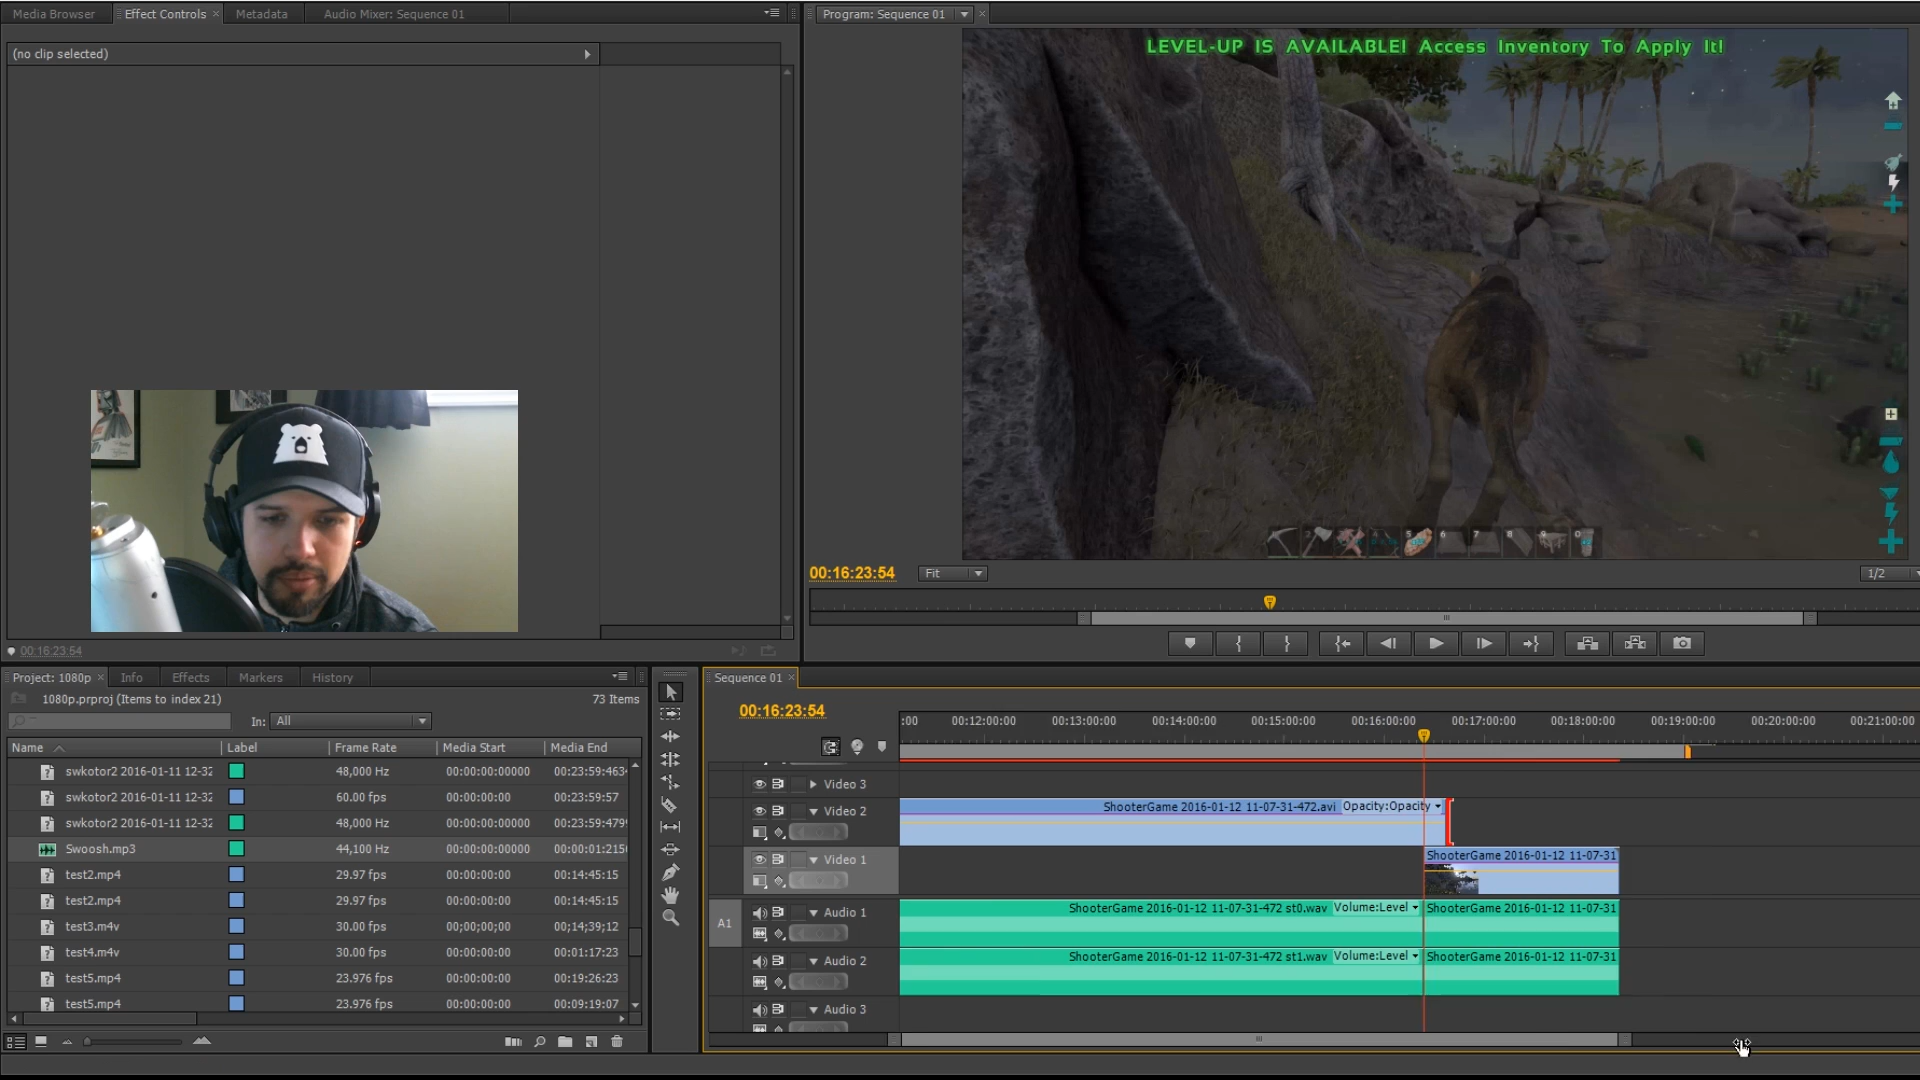 Media Browser
Effect Controls
Metadata
Audio Mixer: Sequence 01
(no clip selected)
00:16:23:54
Program: Sequence 01
LEVEL-UP IS AVAILABLE! Access Inventory To Apply It!
5 6 7 8 9 0
00:16:23:54
Fit
1/2
Project: 1080p
Info
Effects
Markers
History
1080p.prproj (Items to index 21)
73 Items
In: All
Name Label Frame Rate Media Start Media End
swkotor2 2016-01-11 12-32 48,000 Hz 00:00:00:00000 00:23:59:463
swkotor2 2016-01-11 12-32 60.00 fps 00:00:00:00 00:23:59:57
swkotor2 2016-01-11 12-32 48,000 Hz 00:00:00:00000 00:23:59:479
Swoosh.mp3 44,100 Hz 00:00:00:00000 00:00:01:215
test2.mp4 29.97 fps 00:00:00:00 00:14:45:15
test2.mp4 29.97 fps 00:00:00:00 00:14:45:15
test3.m4v 30.00 fps 00;00;00;00 00;14;39;12
test4.m4v 30.00 fps 00:00:00:00 00:01:17:23
test5.mp4 23.976 fps 00:00:00:00 00:19:26:23
test5.mp4 23.976 fps 00:00:00:00 00:09:19:07
Sequence 01
00:16:23:54
:00 00:12:00:00 00:13:00:00 00:14:00:00 00:15:00:00 00:16:00:00 00:17:00:00 00:18:00:00 00:19:00:00 00:20:00:00 00:21:00:00
Video 3
Video 2
ShooterGame 2016-01-12 11-07-31-472.avi Opacity:Opacity
Video 1
ShooterGame 2016-01-12 11-07-31
A1
Audio 1
ShooterGame 2016-01-12 11-07-31-472 st0.wav Volume:Level
ShooterGame 2016-01-12 11-07-31
Audio 2
ShooterGame 2016-01-12 11-07-31-472 st1.wav Volume:Level
ShooterGame 2016-01-12 11-07-31
Audio 3